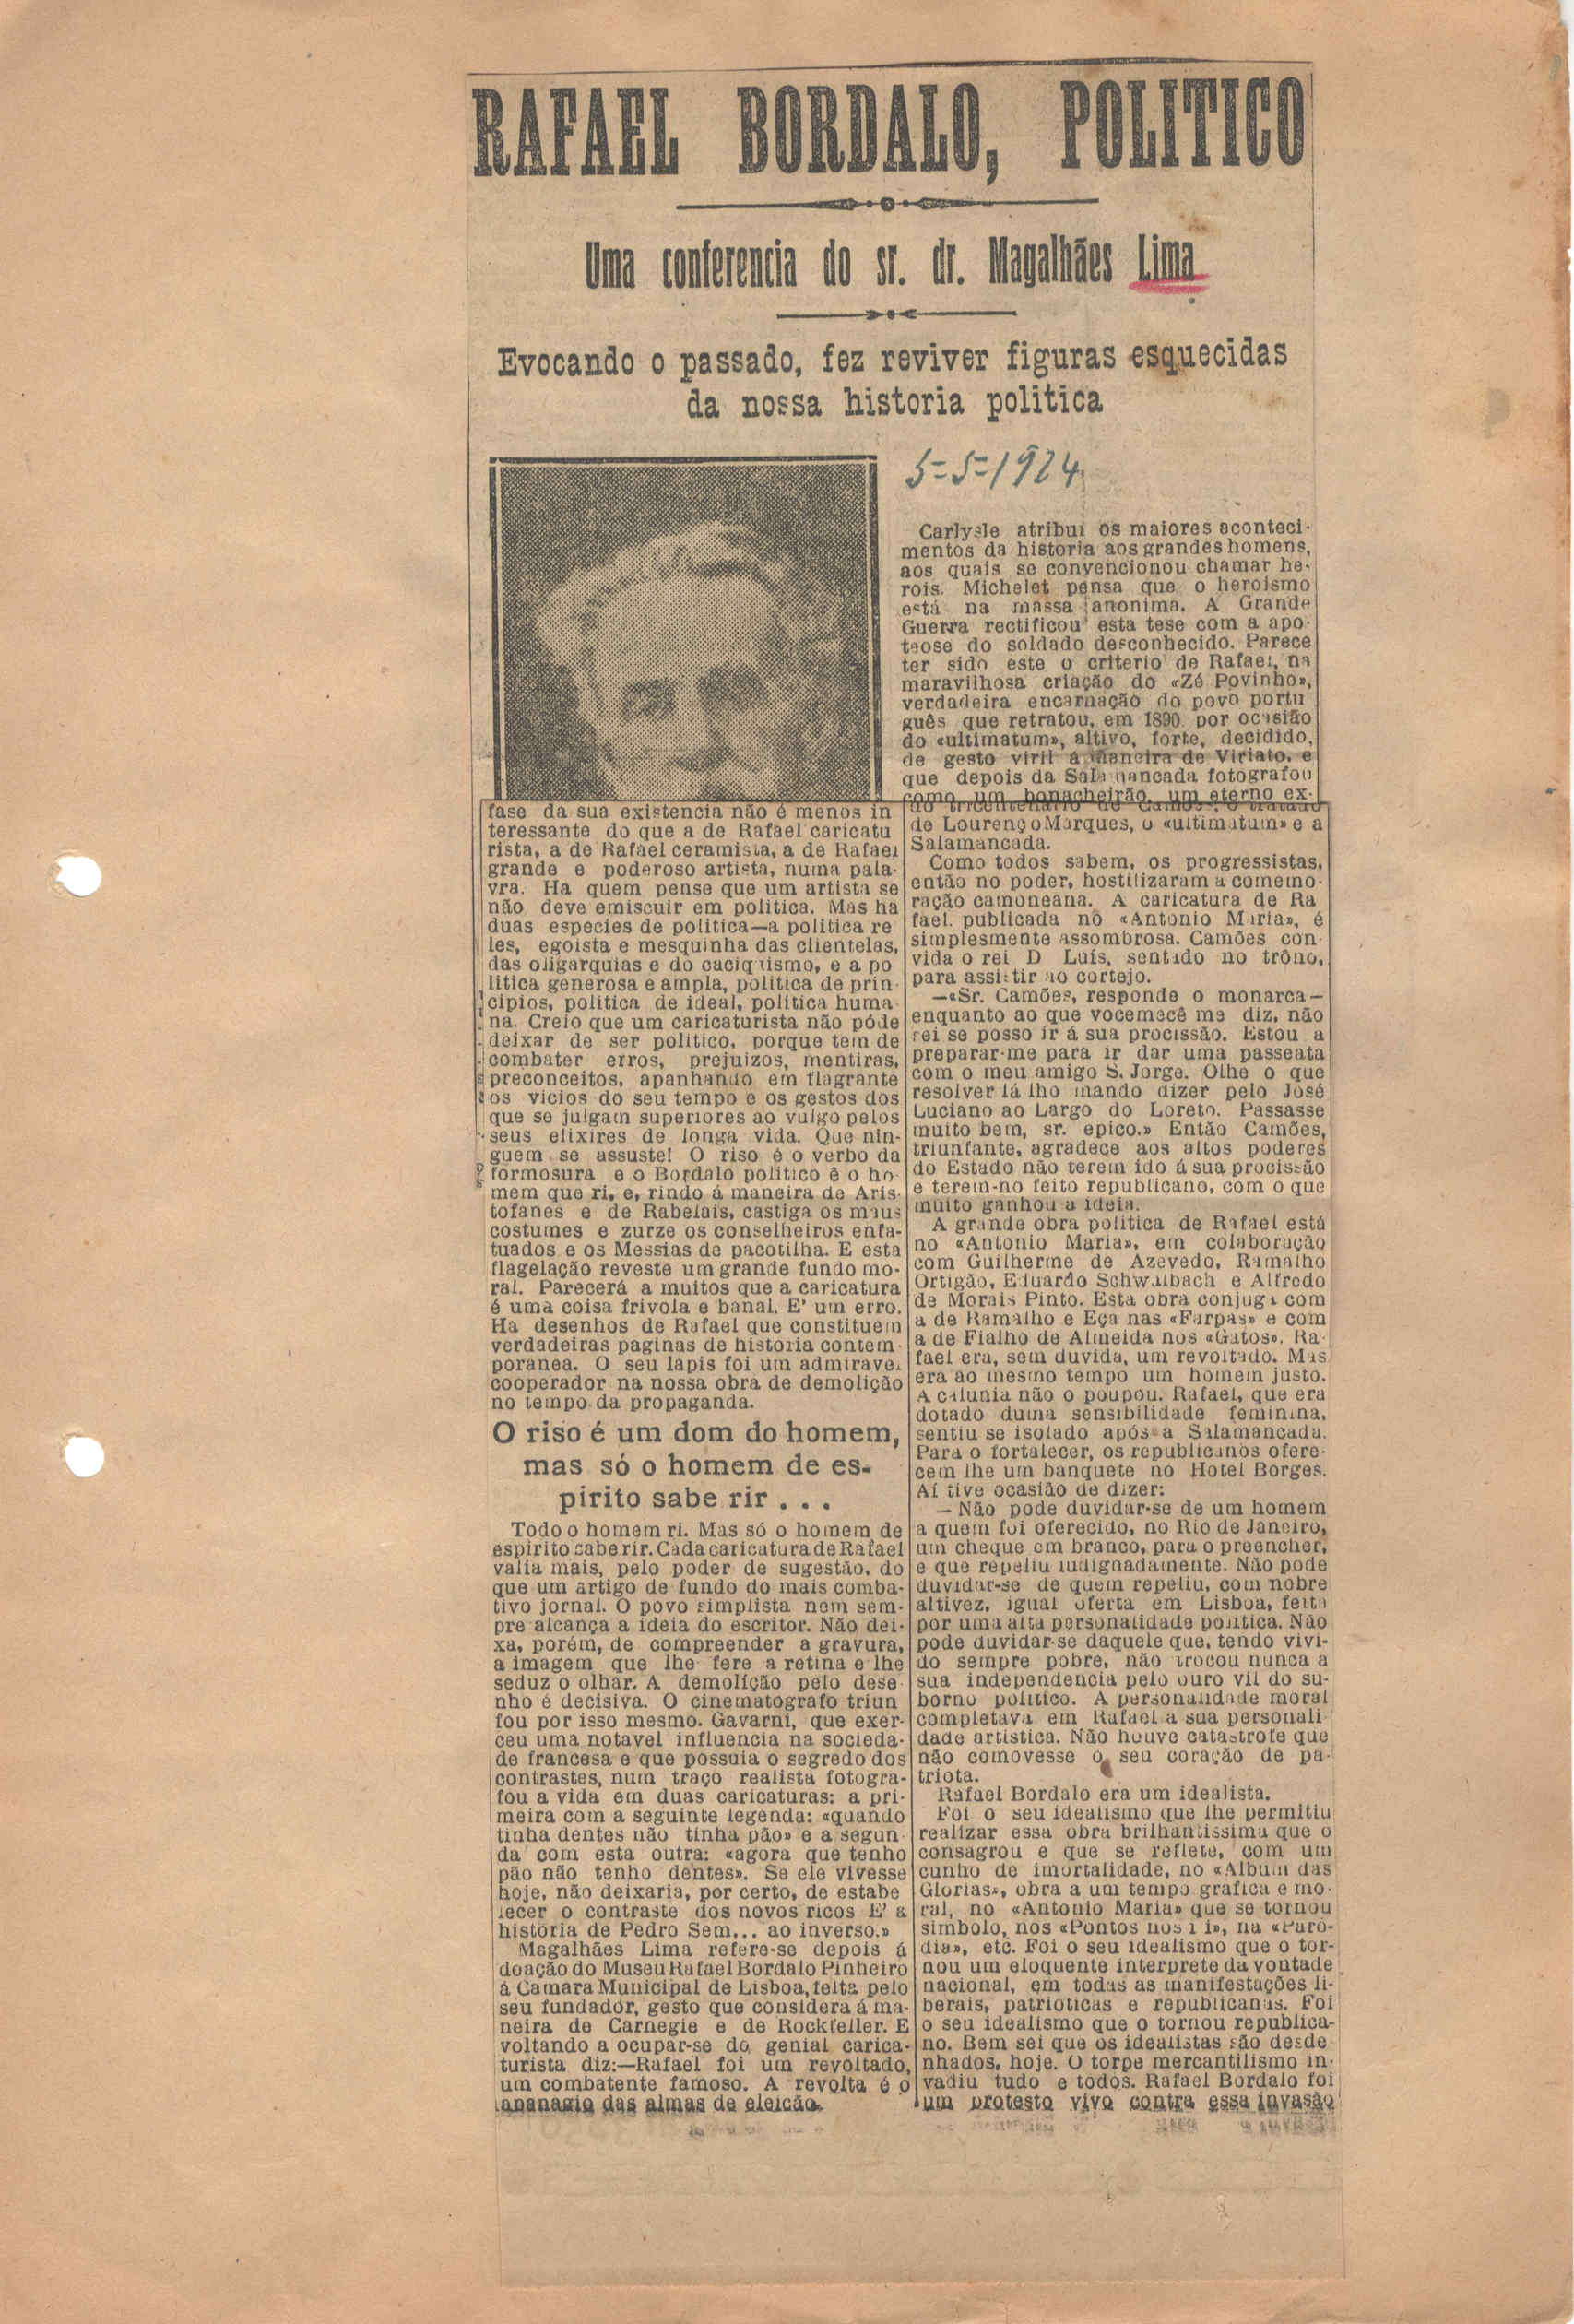 RAFAEL BORDALO, POLITICO
Uma conferencia do sr. dr. Magalhães Lima
Evocando o passado, fez reviver figuras esquecidas
da nossa historia politica
5-5-1924
Carlysle atribui os maiores aconteci-
mentos da historia aos grandes homens,
aos quais se convencionou chamar he-
rois. Michelet pensa que o heroismo
está na massa anonima. A Grande
Guerra rectificou esta tese com a apo-
teose do soldado desconhecido. Parece
ter sido este o criterio de Rafael, na
maravilhosa criação do «Zé Povinho»,
verdadeira encarnação do povo portu
guês que retratou, em 1890 por ocasião
do «ultimatum», altivo, forte, decidido,
de gesto viril á maneira de Viriato, e
que depois da Salamancada fotografou
como um bonacheirão, um eterno ex-
fase da sua existencia não é menos in
teressante do que a de Rafael caricatu
rista, a de Rafael ceramista, a de Rafael
grande e poderoso artista, numa pala-
vra. Ha quem pense que um artista se
não deve emiscuir em politica. Mas ha
duas especies de politica—a politica re
les, egoista e mesquinha das clientelas,
das oligarquias e do caciquismo, e a po
litica generosa e ampla, politica de prin-
cipios, politica de ideal, politica huma-
na. Creio que um caricaturista não póde
deixar de ser politico, porque tem de
combater erros, prejuizos, mentiras,
preconceitos, apanhando em flagrante
os vicios do seu tempo e os gestos dos
que se julgam superiores ao vulgo pelos
seus elixires de longa vida. Que nin-
guem se assuste! O riso é o verbo da
formosura e o Bordalo politico é o ho-
mem que ri, e, rindo á maneira de Aris-
tofanes e de Rabelais, castiga os maus
costumes e zurze os conselheiros enfa-
tuados e os Messias de pacotilha. E esta
flagelação reveste um grande fundo mo-
ral. Parecerá a muitos que a caricatura
é uma coisa frivola e banal. E' um erro.
Ha desenhos de Rafael que constituem
verdadeiras paginas de historia contem-
poranea. O seu lapis foi um admiravel
cooperador na nossa obra de demolição
no tempo da propaganda.
O riso é um dom do homem,
mas só o homem de es-
pirito sabe rir . . .
Todo o homem ri. Mas só o homem de
espirito sabe rir. Cada caricatura de Rafael
valia mais, pelo poder de sugestão, do
que um artigo de fundo do mais comba-
tivo jornal. O povo simplista nem sem-
pre alcança a ideia do escritor. Não dei-
xa, porém, de compreender a gravura,
a imagem que lhe fere a retina e lhe
seduz o olhar. A demolição pelo dese-
nho é decisiva. O cinematografo triun
fou por isso mesmo. Gavarni, que exer-
ceu uma notavel influencia na socieda-
de francesa e que possuia o segredo dos
contrastes, num traço realista fotogra-
fou a vida em duas caricaturas: a pri-
meira com a seguinte legenda: «quando
tinha dentes não tinha pão» e a segun-
da com esta outra: «agora que tenho
pão não tenho dentes». Se ele vivesse
hoje, não deixaria, por certo, de estabe
lecer o contraste dos novos ricos E' a
historia de Pedro Sem... ao inverso.»
Magalhães Lima refere-se depois á
doação do Museu Rafael Bordalo Pinheiro
á Camara Municipal de Lisboa, feita pelo
seu fundador, gesto que considera á ma-
neira de Carnegie e de Rockfeller. E
voltando a ocupar-se do genial carica-
turista diz:—Rafael foi um revoltado,
um combatente famoso. A revolta é o
apanagio das almas de eleição.
do tricentenario de Camões, o tratado
de Lourenço Marques, o «ultimatum» e a
Salamancada.
Como todos sabem, os progressistas,
então no poder, hostilizaram a comemo-
ração camoneana. A caricatura de Ra
fael. publicada nó «Antonio Maria», é
simplesmente assombrosa. Camões con-
vida o rei D Luís, sentado no trôno,
para assistir ao cortejo.
—«Sr. Camões, responde o monarca—
enquanto ao que vocemecê me diz, não
sei se posso ir á sua procissão. Estou a
preparar-me para ir dar uma passeata
com o meu amigo S. Jorge. Olhe o que
resolver lá lho mando dizer pelo José
Luciano ao Largo do Loreto. Passasse
muito bem, sr. epico.» Então Camões,
triunfante, agradece aos altos poderes
do Estado não terem ido á sua procissão
e terem-no feito republicano, com o que
muito ganhou a ideia.
A grande obra politica de Rafael está
no «Antonio Maria», em colaboração
com Guilherme de Azevedo, Ramalho
Ortigão, Eduardo Schwalbach e Alfredo
de Morais Pinto. Esta obra conjuga com
a de Ramalho e Eça nas «Farpas» e com
a de Fialho de Almeida nos «Gatos». Ra-
fael era, sem duvida, um revoltado. Mas
era ao mesmo tempo um homem justo.
A calunia não o poupou. Rafael, que era
dotado duma sensibilidade feminina,
sentiu se isolado após a Salamancada.
Para o fortalecer, os republicanos ofere-
cem lhe um banquete no Hotel Borges.
Aí tive ocasião de dizer:
— Não pode duvidar-se de um homem
a quem foi oferecido, no Rio de Janeiro,
um cheque em branco, para o preencher,
e que repeliu indignadamente. Não pode
duvidar-se de quem repeliu, com nobre
altivez, igual oferta em Lisboa, feita
por uma alta personalidade politica. Não
pode duvidar-se daquele que, tendo vivi-
do sempre pobre, não trocou nunca a
sua independencia pelo ouro vil do su-
borno politico. A personalidade moral
completava em Rafael a sua personali-
dade artistica. Não houve catastrofe que
não comovesse o seu coração de pa-
triota.
Rafael Bordalo era um idealista.
Foi o seu idealismo que lhe permitiu
realizar essa obra brilhantissima que o
consagrou e que se reflete, com um
cunho de imortalidade, no «Album das
Glorias», obra a um tempo grafica e mo-
ral, no «Antonio Maria» que se tornou
simbolo, nos «Pontos nos i i», na «Paro-
dia», etc. Foi o seu idealismo que o tor-
nou um eloquente interprete da vontade
nacional, em todas as manifestações li-
berais, patrioticas e republicanas. Foi
o seu idealismo que o tornou republica-
no. Bem sei que os idealistas são desde-
nhados, hoje. O torpe mercantilismo in-
vadiu tudo e todos. Rafael Bordalo foi
um protesto vivo contra essa invasão